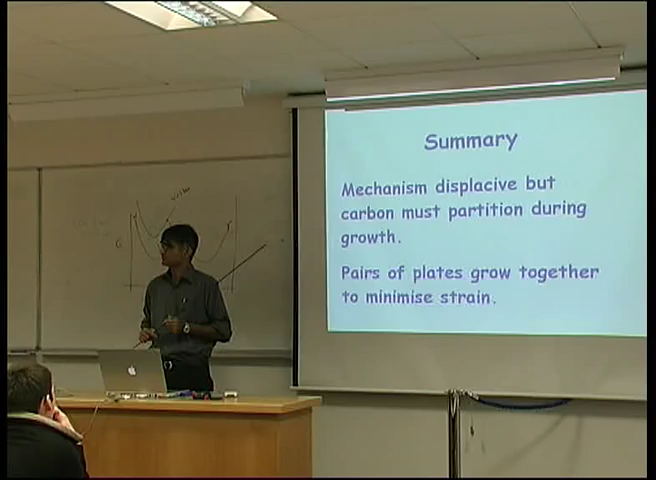 Summary
Mechanism displacive but
carbon must partition during
growth.
Pairs of plates grow together
to minimise strain.